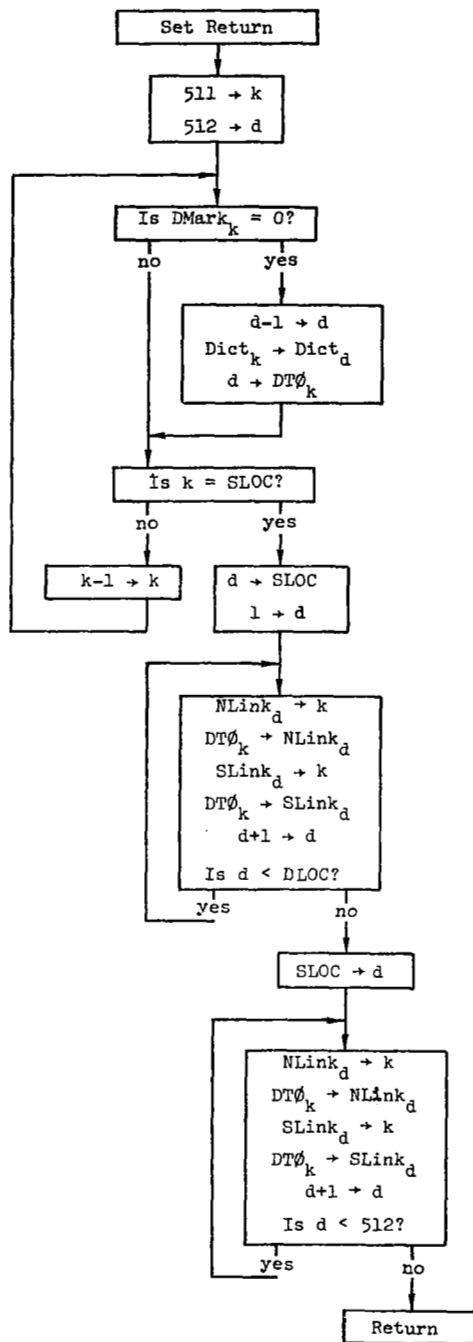 Set Return
511 → k
512 → d
Is DMark_k = 0?
no yes
d-1 → d
Dict_k → Dict_d
d → DTØ_k
Is k = SLOC?
no yes
k-1 → k
d → SLOC
1 → d
NLink_d → k
DTØ_k → NLink_d
SLink_d → k
DTØ_k → SLink_d
d+1 → d
Is d < DLOC?
yes no
SLOC → d
NLink_d → k
DTØ_k → NLink_d
SLink_d → k
DTØ_k → SLink_d
d+1 → d
Is d < 512?
yes no
Return